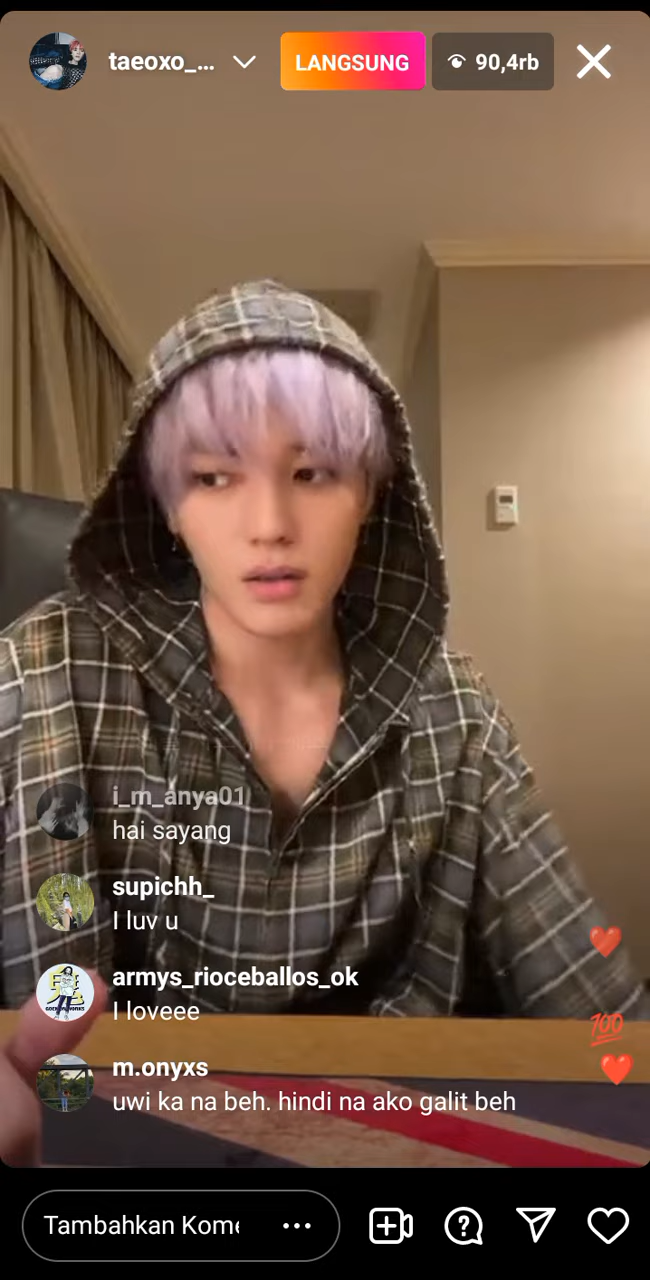 taeoxo_...
LANGSUNG
90,4rb
i_m_anya01
hai sayang
supichh_
I luv u
armys_rioceballos_ok
I loveee
m.onyxs
uwi ka na beh. hindi na ako galit beh
100
Tambahkan Kome